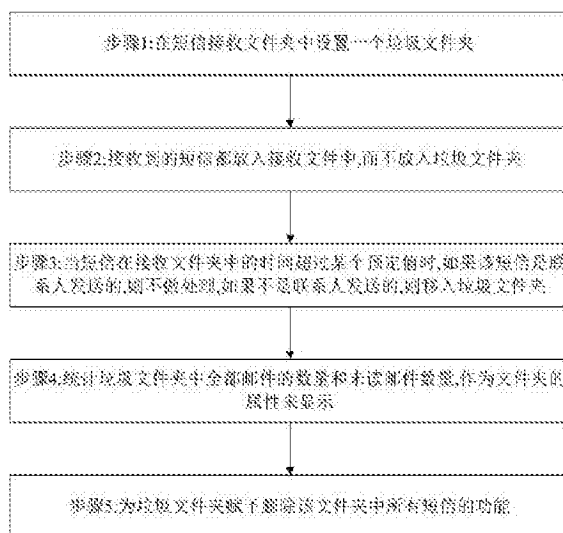 步骤1:在短信接收文件夹中设置一个垃圾文件夹
步骤2:接收到的短信都放入接收文件中,而不放入垃圾文件夹
步骤3:当短信在接收文件夹中的时间超过某个预定值时,如果该短信是联
系人发送的,则不做处理,如果不是联系人发送的,则移入垃圾文件夹
步骤4:统计垃圾文件夹中全部邮件的数量和未读邮件数量,作为文件夹的
属性来显示
步骤5:为垃圾文件夹赋予删除该文件夹中所有短信的功能